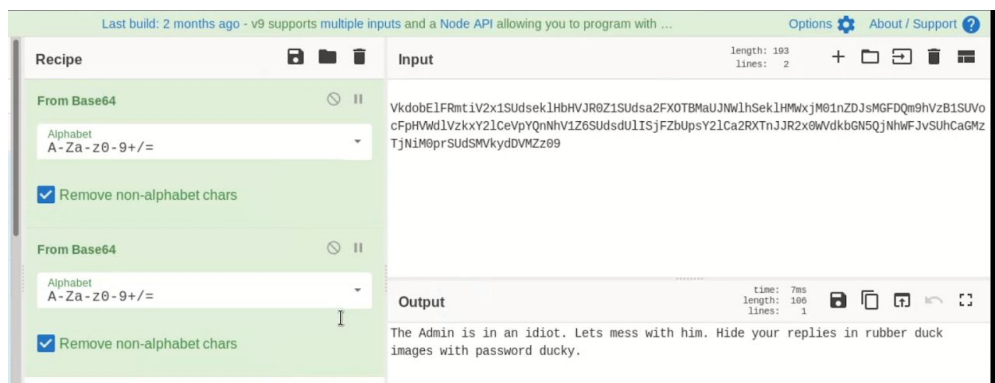 Last build: 2 months ago - v9 supports multiple inputs and a Node API allowing you to program with …
Options About / Support
Recipe
From Base64
Alphabet
A-Za-z0-9+/=
Remove non-alphabet chars
From Base64
Alphabet
A-Za-z0-9+/=
Remove non-alphabet chars
Input
length: 193
lines: 2
VkdobElFRmtiV2x1SUdseklHbHVJR0Z1SUdsa2FXOTBMaUJNWlhSeklHMWxjM01nZDJsMGFDQm9hVzB1SUVo
cFpHVWdlVzkxY2lCeVpYQnNhV1Z6SUdsdUlISjFZbUpsY2lCa2RXTnJJR2x0WVdkbGN5QjNhWFJvSUhCaGMz
TjNiM0prSUdSMVkydDVMZz09
Output
time: 7ms
length: 106
lines: 1
The Admin is in an idiot. Lets mess with him. Hide your replies in rubber duck
images with password ducky.